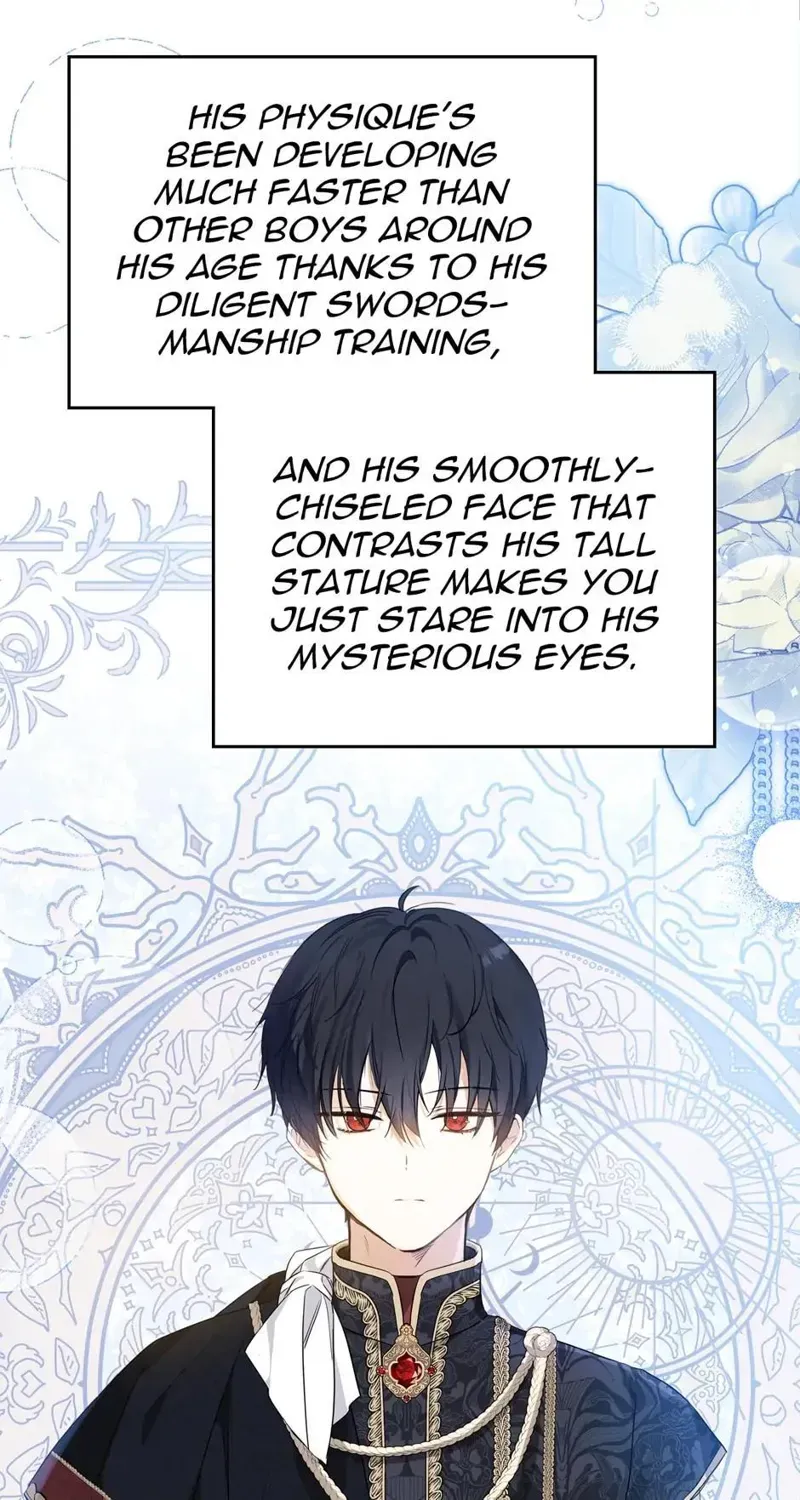 HIS PHYSIQUE'S
BEEN DEVELOPING
MUCH FASTER THAN
OTHER BOYS AROUND
HIS AGE THANKS TO HIS
DILIGENT SWORDS-
MANSHIP TRAINING,
AND HIS SMOOTHLY-
CHISELED FACE THAT
CONTRASTS HIS TALL
STATURE MAKES YOU
JUST STARE INTO HIS
MYSTERIOUS EYES.